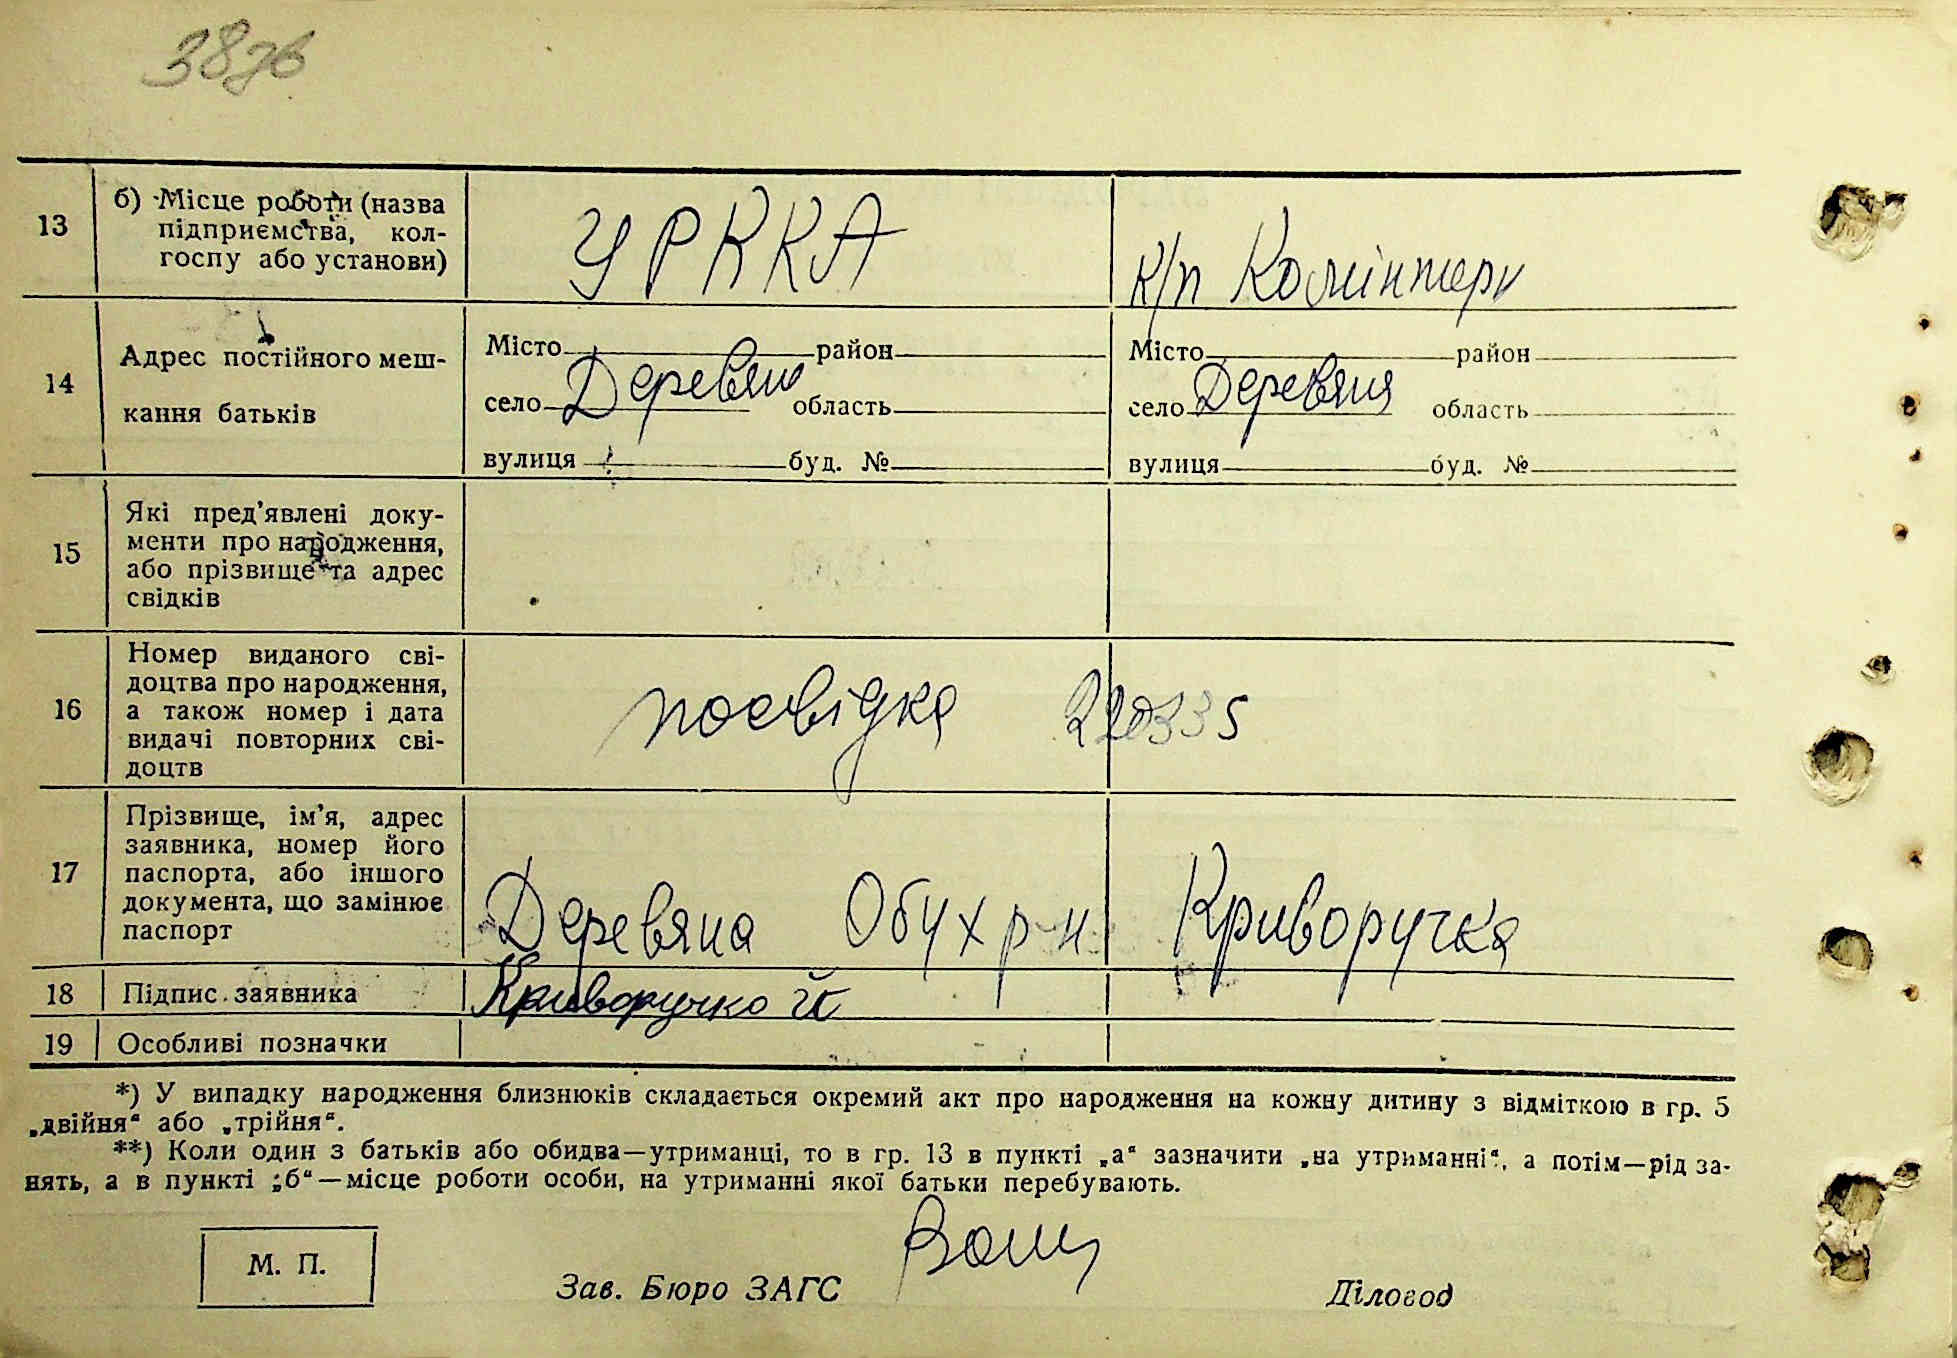 38зв
13
б) Місце роботи (назва
підприємства, кол-
госпу або установи)
У РККА
к/п Комінтерн
14
Адрес постійного меш-
кання батьків
Місто район
село Деревяна область
вулиця буд. №
Місто район
село Деревяня область
вулиця буд. №
15
Які пред'явлені доку-
менти про народження,
або прізвище та адрес
свідків
16
Номер виданого сві-
доцтва про народження,
а також номер і дата
видачі повторних сві-
доцтв
посвідка 220335
17
Прізвище, ім'я, адрес
заявника, номер його
паспорта, або іншого
документа, що замінює
паспорт
Деревяна Обух р-н Криворучка
18 Підпис заявника Криворучко
19 Особливі позначки
*) У випадку народження близнюків складається окремий акт про народження на кожну дитину з відміткою в гр. 5
„двійня“ або „трійня“.
**) Коли один з батьків або обидва—утриманці, то в гр. 13 в пункті „а“ зазначити „на утриманні“, а потім—рід за-
нять, а в пункті „б“—місце роботи особи, на утриманні якої батьки перебувають.
М. П.
Зав. Бюро ЗАГС
Діловод